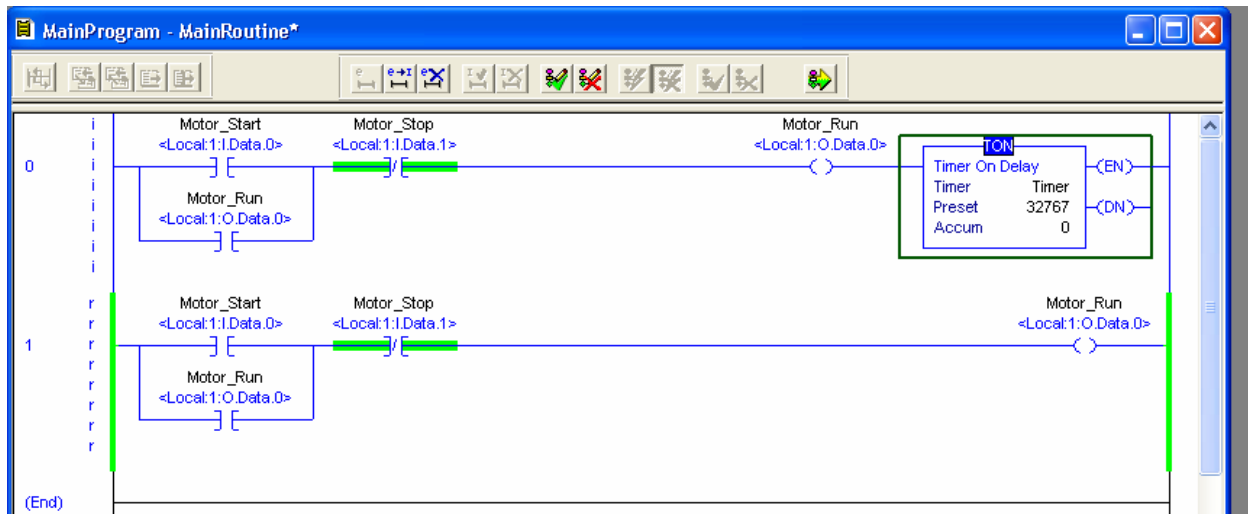 MainProgram - MainRoutine*
Motor_Start Motor_Stop Motor_Run
<Local:1:I.Data.0> <Local:1:I.Data.1> <Local:1:O.Data.0>
0
i
i
i
i
i
i
i
i
TON
Timer On Delay
Timer Timer
Preset 32767
Accum 0
EN
DN
Motor_Run
<Local:1:O.Data.0>
Motor_Start Motor_Stop Motor_Run
<Local:1:I.Data.0> <Local:1:I.Data.1> <Local:1:O.Data.0>
1
r
r
r
r
r
r
r
r
Motor_Run
<Local:1:O.Data.0>
(End)